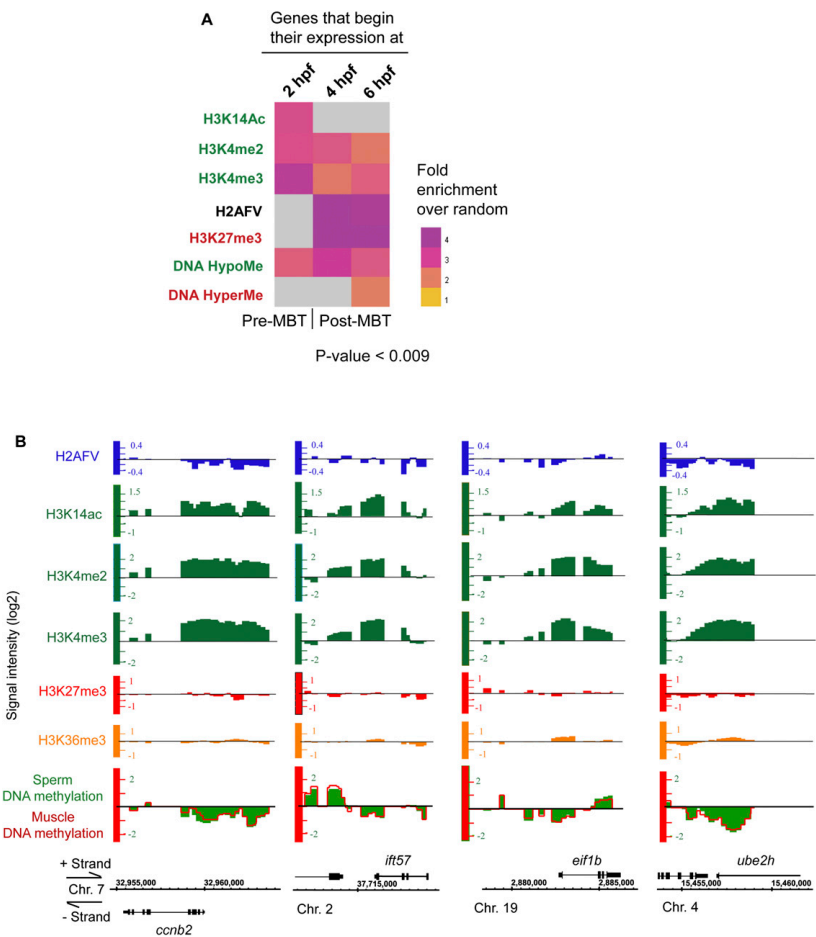 A
Genes that begin
their expression at
2 hpf 4 hpf 6 hpf
H3K14Ac
H3K4me2
H3K4me3
H2AFV
H3K27me3
DNA HypoMe
DNA HyperMe
Pre-MBT | Post-MBT
P-value < 0.009
Fold
enrichment
over random
4
3
2
1
B
Signal intensity (log2)
H2AFV
0.4 0.4 0.4 0.4
-0.4 -0.4 -0.4 -0.4
H3K14ac
1.5 1.5 1.5 1.5
-1 -1 -1 -1
H3K4me2
2 2 2 2
-2 -2 -2 -2
H3K4me3
2 2 2 2
-2 -2 -2 -2
H3K27me3
1 1 1 1
-1 -1 -1 -1
H3K36me3
1 1 1 1
-1 -1 -1 -1
Sperm
DNA methylation
Muscle
DNA methylation
2 2 2 2
-2 -2 -2 -2
+ Strand
Chr. 7
- Strand
32,955,000 32,960,000
ccnb2
ift57
37,715,000
Chr. 2
eif1b
2,880,000 2,885,000
Chr. 19
ube2h
15,455,000 15,460,000
Chr. 4